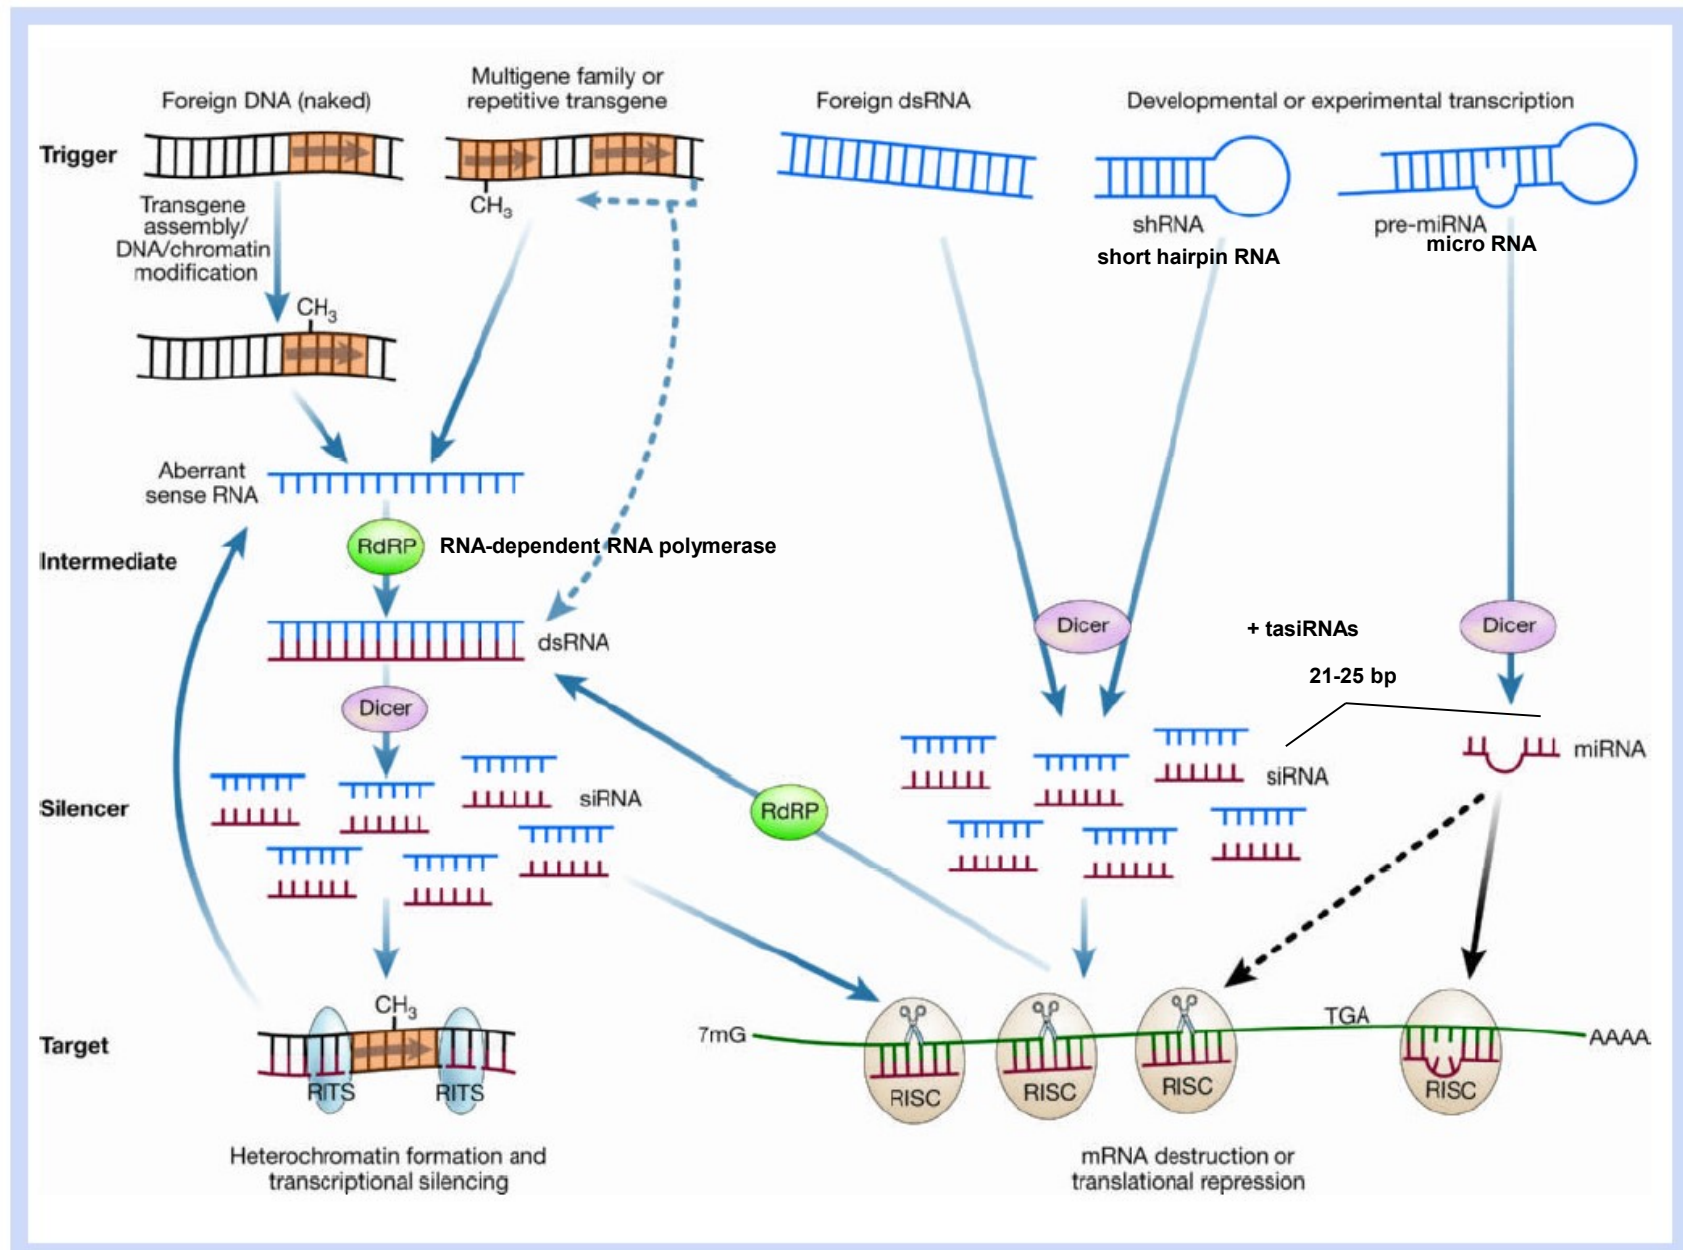 Foreign DNA (naked)
Multigene family or
repetitive transgene
Foreign dsRNA
Developmental or experimental transcription
Trigger
CH3
Transgene
assembly/
DNA/chromatin
modification
shRNA
short hairpin RNA
pre-miRNA
micro RNA
CH3
Aberrant
sense RNA
RdRP
RNA-dependent RNA polymerase
Intermediate
dsRNA
Dicer
Dicer
+ tasiRNAs
Dicer
21-25 bp
siRNA
miRNA
Silencer
siRNA
RdRP
CH3
Target
RITS
RITS
7mG
TGA
AAAA
RISC
RISC
RISC
RISC
Heterochromatin formation and
transcriptional silencing
mRNA destruction or
translational repression